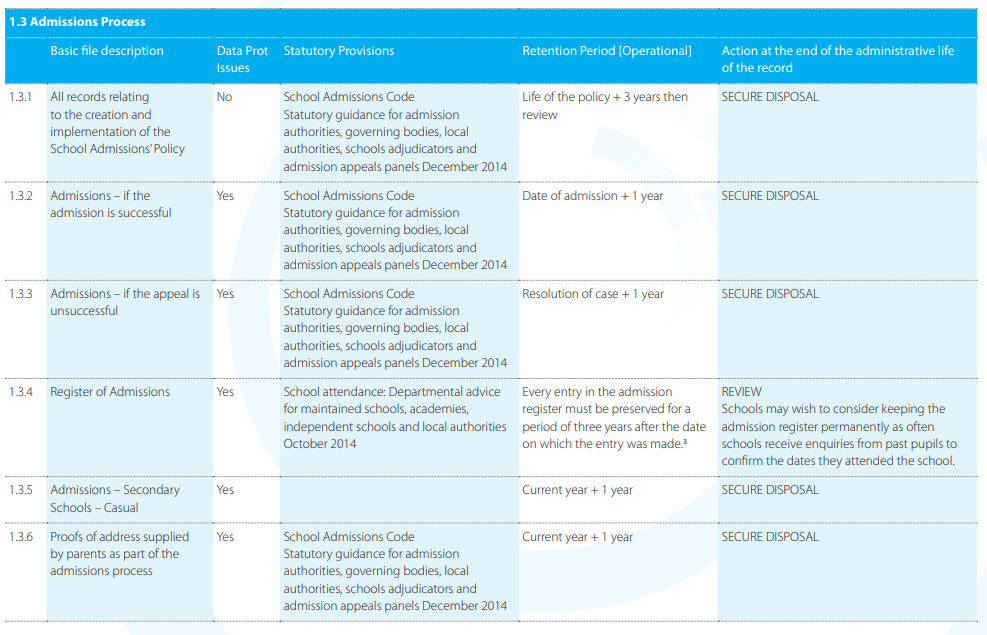 1.3 Admissions Process
Basic file description
Data Prot
Issues
Statutory Provisions
Retention Period [Operational]
Action at the end of the administrative life
of the record
1.3.1
All records relating
to the creation and
implementation of the
School Admissions' Policy
No
School Admissions Code
Statutory guidance for admission
authorities, governing bodies, local
authorities, schools adjudicators and
admission appeals panels December 2014
Life of the policy + 3 years then
review
SECURE DISPOSAL
1.3.2
Admissions – if the
admission is successful
Yes
School Admissions Code
Statutory guidance for admission
authorities, governing bodies, local
authorities, schools adjudicators and
admission appeals panels December 2014
Date of admission + 1 year
SECURE DISPOSAL
1.3.3
Admissions – if the appeal is
unsuccessful
Yes
School Admissions Code
Statutory guidance for admission
authorities, governing bodies, local
authorities, schools adjudicators and
admission appeals panels December 2014
Resolution of case + 1 year
SECURE DISPOSAL
1.3.4
Register of Admissions
Yes
School attendance: Departmental advice
for maintained schools, academies,
independent schools and local authorities
October 2014
Every entry in the admission
register must be preserved for a
period of three years after the date
on which the entry was made.³
REVIEW
Schools may wish to consider keeping the
admission register permanently as often
schools receive enquiries from past pupils to
confirm the dates they attended the school.
1.3.5
Admissions – Secondary
Schools – Casual
Yes
Current year + 1 year
SECURE DISPOSAL
1.3.6
Proofs of address supplied
by parents as part of the
admissions process
Yes
School Admissions Code
Statutory guidance for admission
authorities, governing bodies, local
authorities, schools adjudicators and
admission appeals panels December 2014
Current year + 1 year
SECURE DISPOSAL